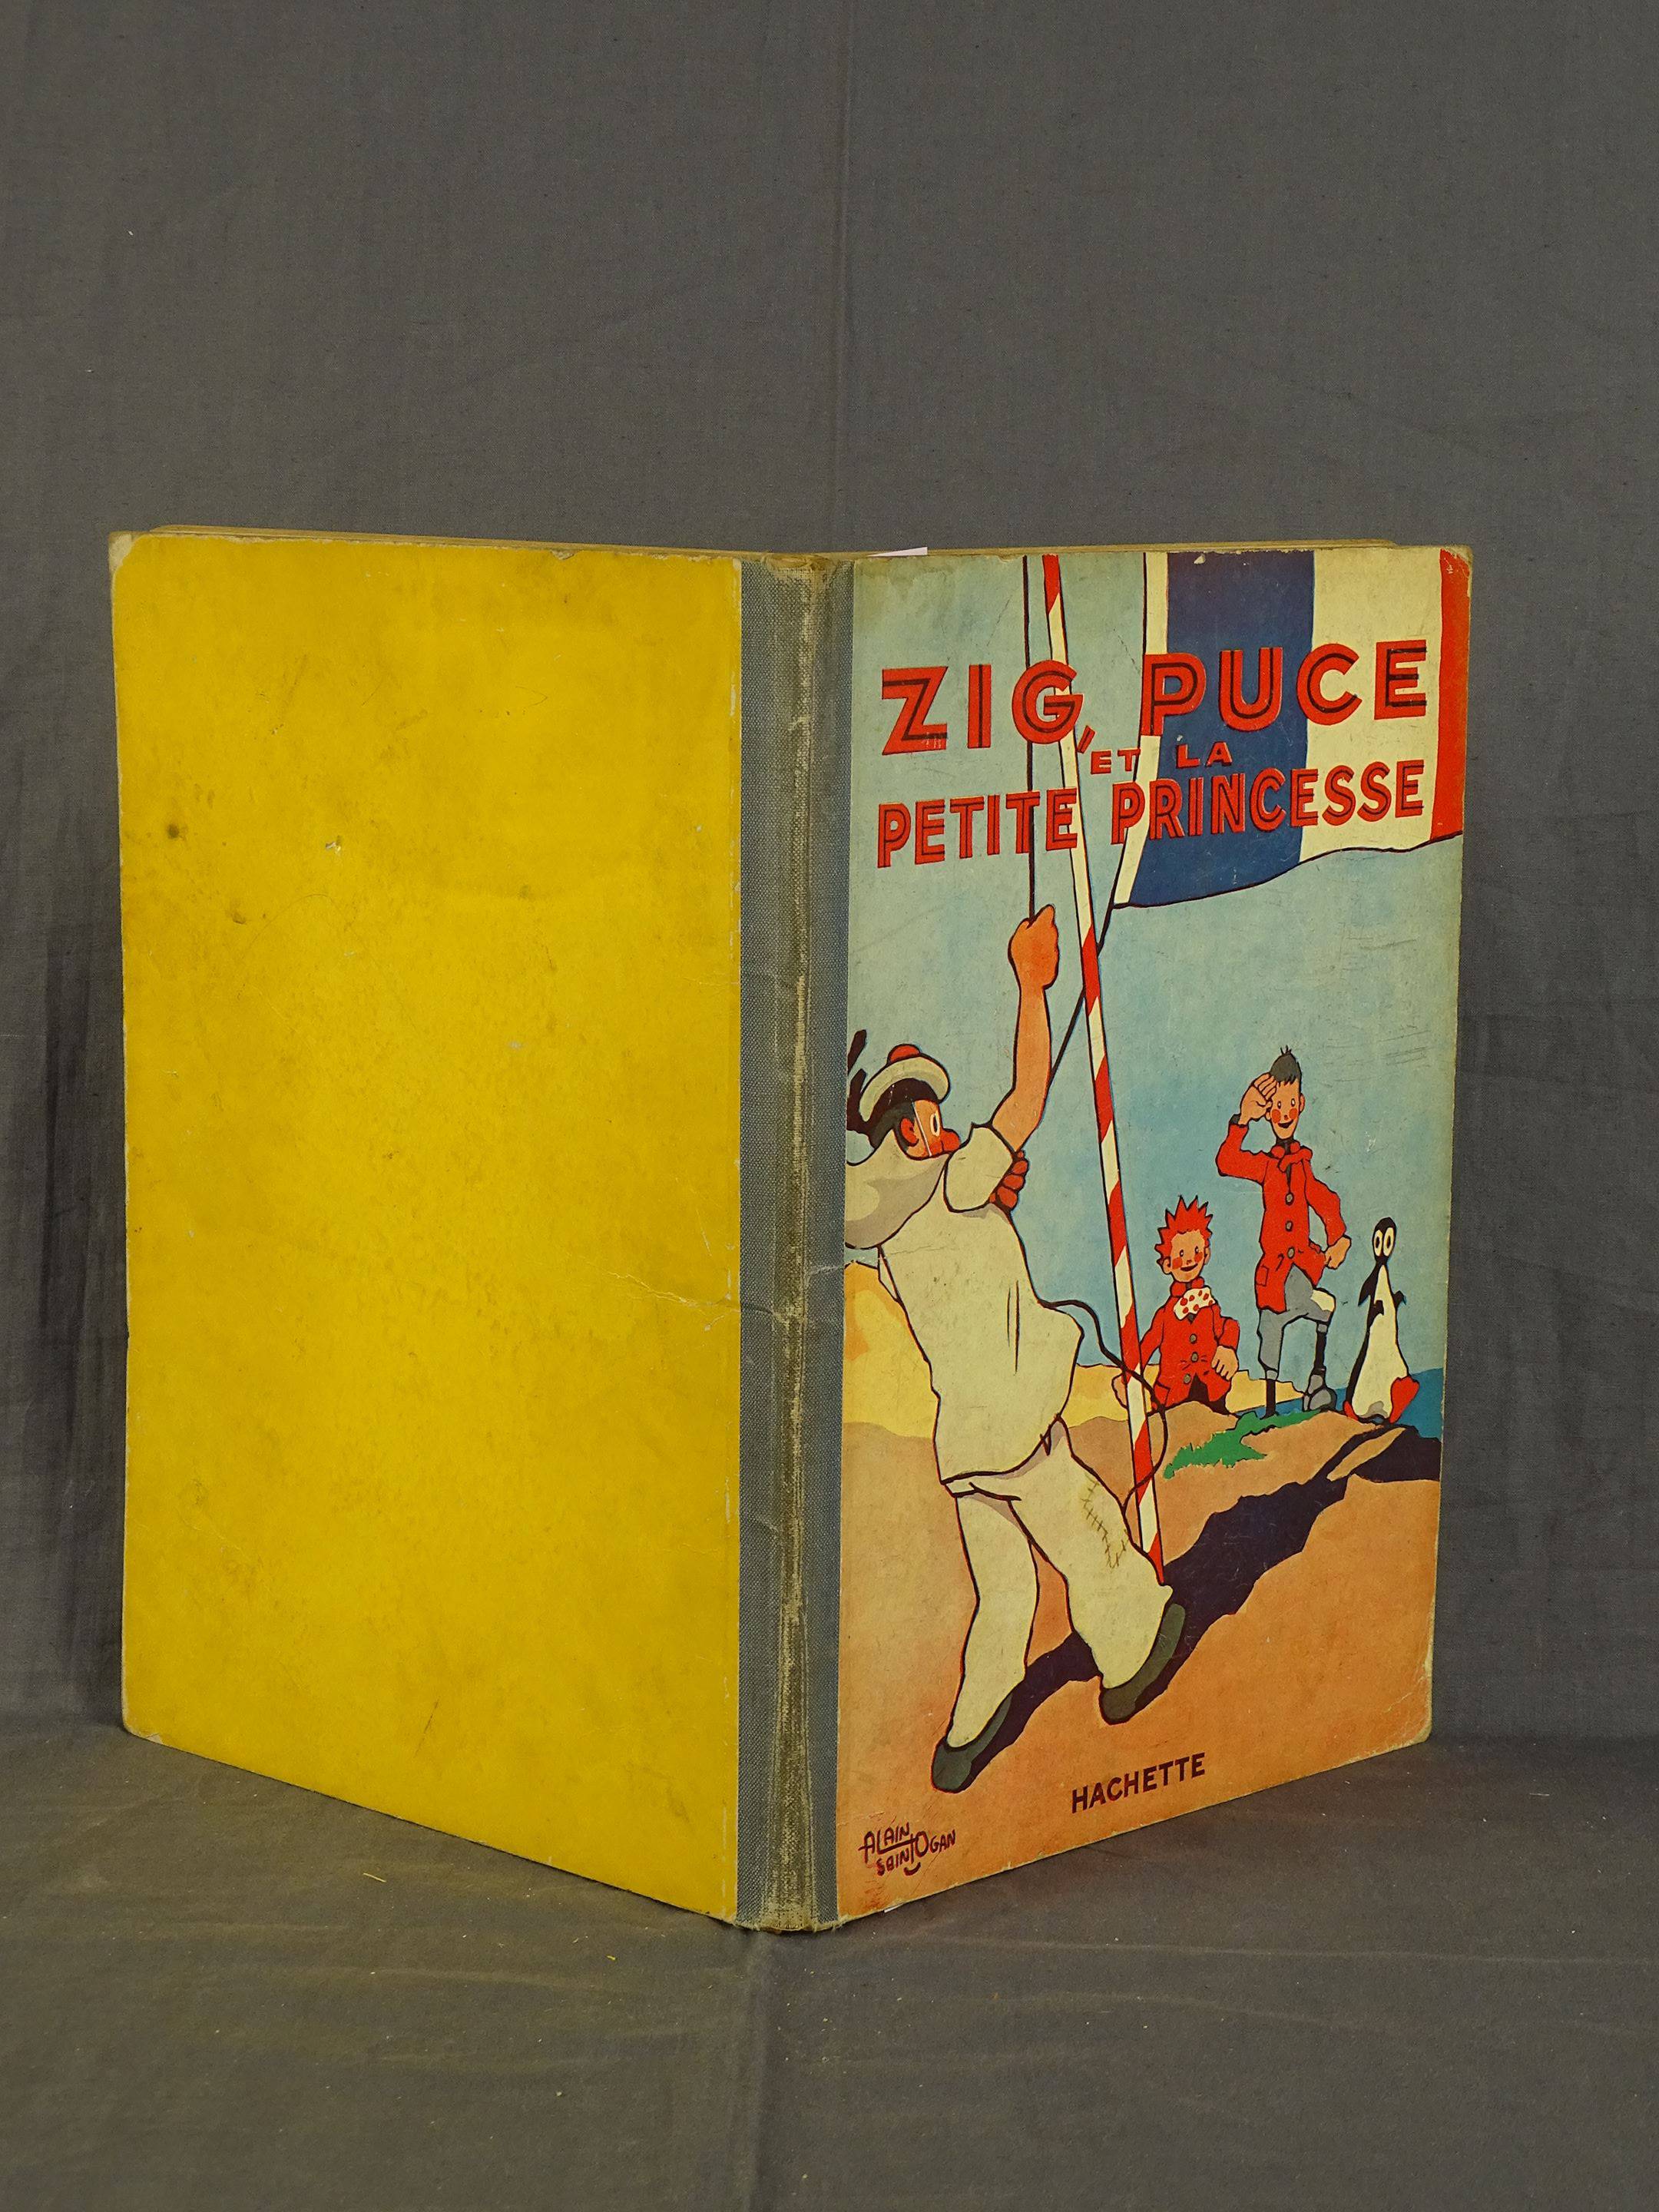 ZIG, PUCE
ET LA
PETITE PRINCESSE
HACHETTE
ALAIN
SAINT-OGAN